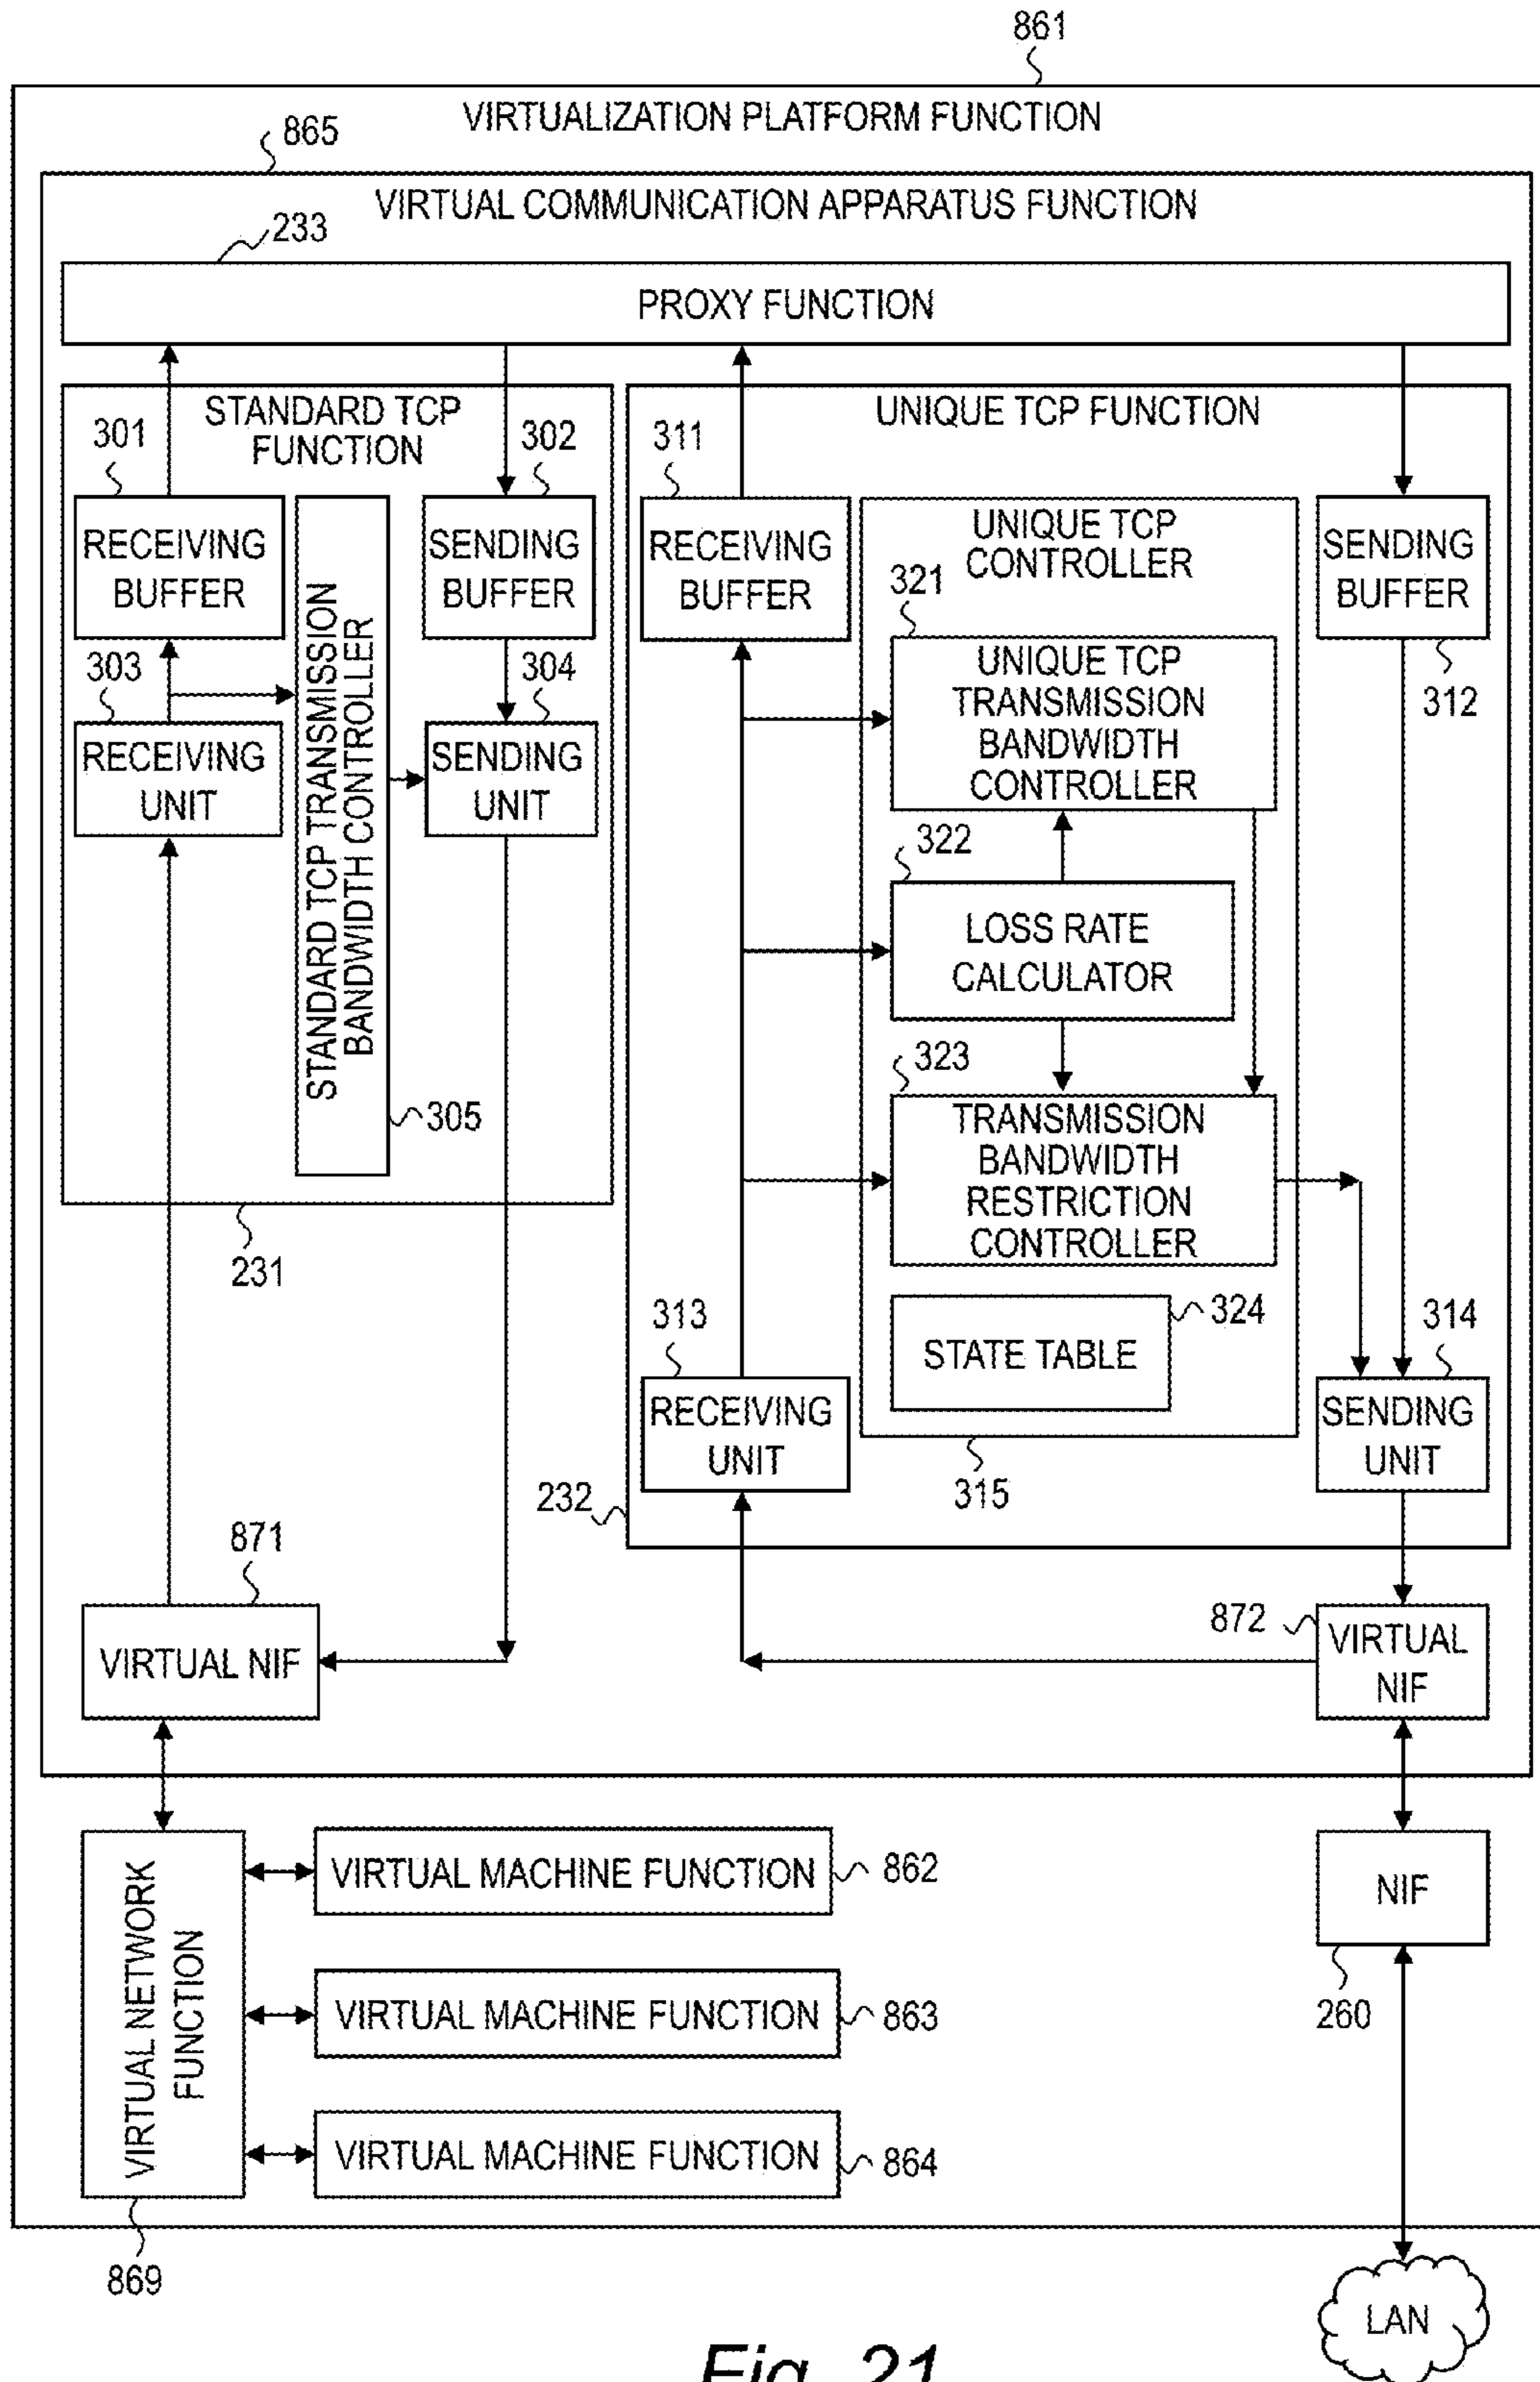 861
VIRTUALIZATION PLATFORM FUNCTION
865
VIRTUAL COMMUNICATION APPARATUS FUNCTION
233
PROXY FUNCTION
STANDARD TCP
FUNCTION
301
302
RECEIVING
BUFFER
SENDING
BUFFER
303
304
RECEIVING
UNIT
STANDARD TCP TRANSMISSION
BANDWIDTH CONTROLLER
SENDING
UNIT
305
231
UNIQUE TCP FUNCTION
311
RECEIVING
BUFFER
UNIQUE TCP
CONTROLLER
SENDING
BUFFER
312
321
UNIQUE TCP
TRANSMISSION
BANDWIDTH
CONTROLLER
322
LOSS RATE
CALCULATOR
323
TRANSMISSION
BANDWIDTH
RESTRICTION
CONTROLLER
324
STATE TABLE
313
RECEIVING
UNIT
314
SENDING
UNIT
315
232
871
VIRTUAL NIF
872
VIRTUAL
NIF
VIRTUAL NETWORK
FUNCTION
869
VIRTUAL MACHINE FUNCTION
862
VIRTUAL MACHINE FUNCTION
863
VIRTUAL MACHINE FUNCTION
864
NIF
260
LAN
Fig. 21